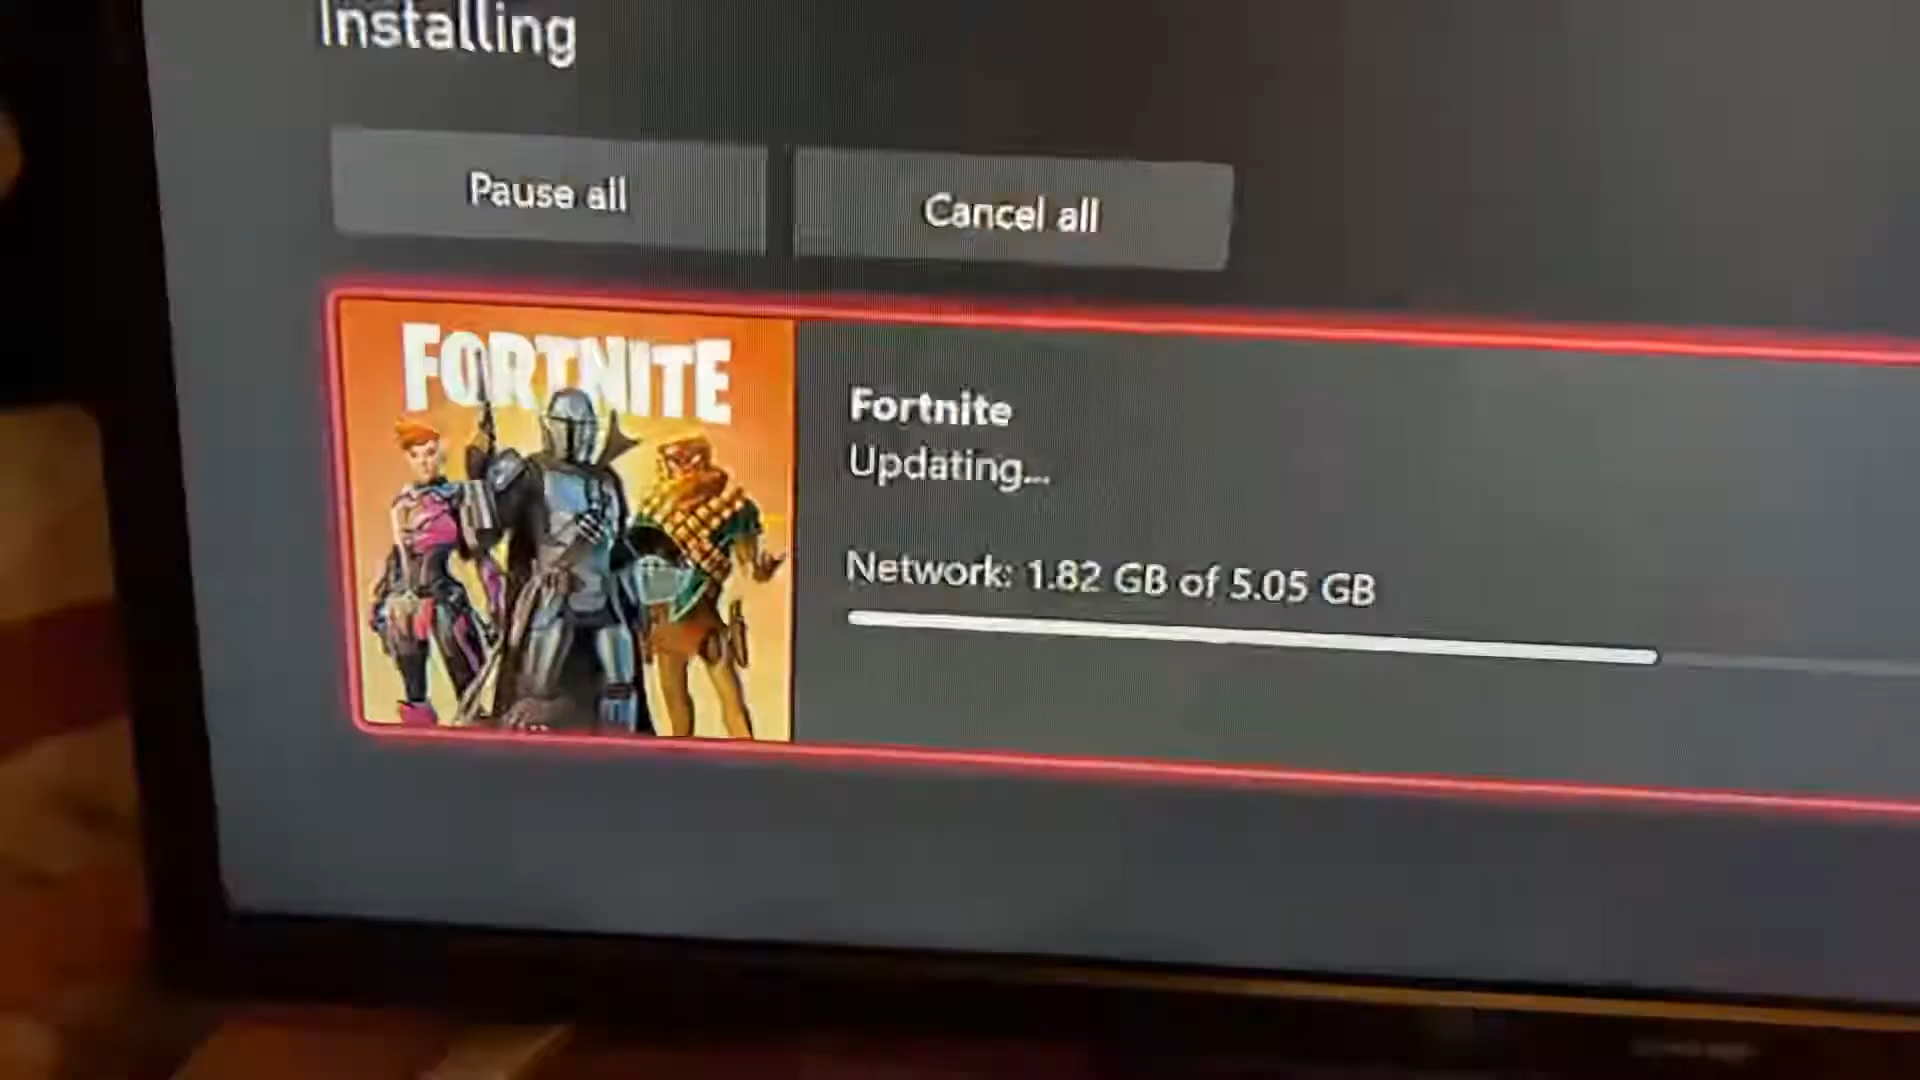 Installing
Pause all
Cancel all
FORTNITE
Fortnite
Updating...
Network: 1.82 GB of 5.05 GB